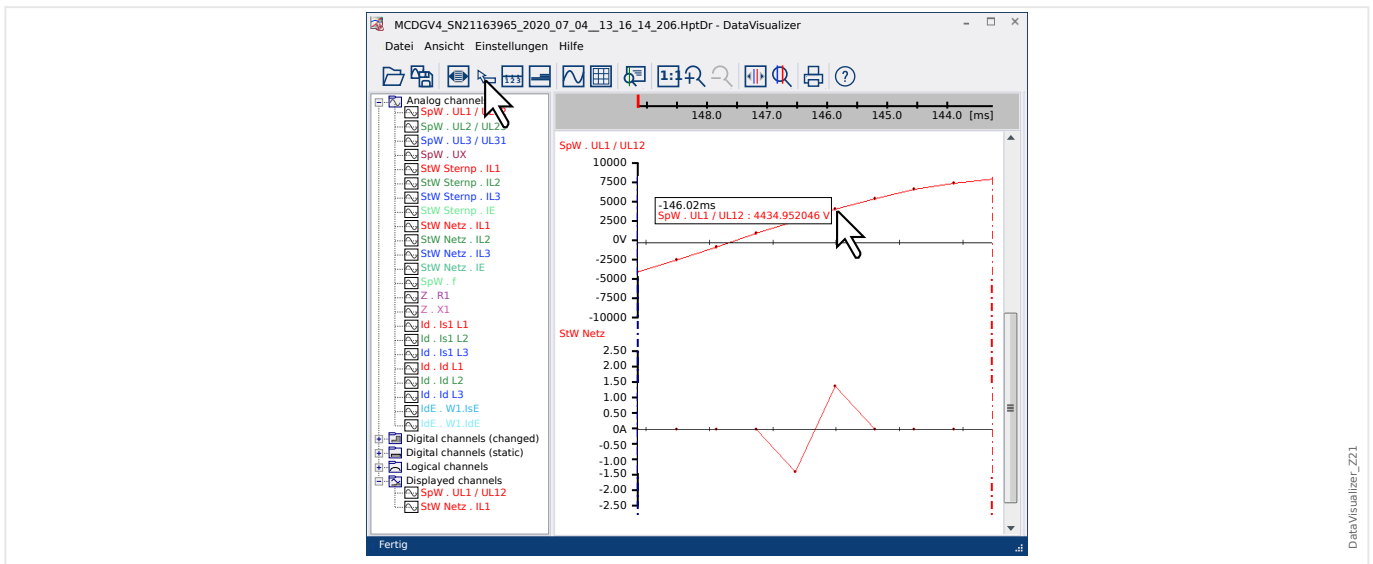 MCDGV4_SN21163965_2020_07_04__13_16_14_206.HptDr - DataVisualizer
Datei Ansicht Einstellungen Hilfe
123
1:1
?
Analog channels
SpW . UL1 / UL12
SpW . UL2 / UL23
SpW . UL3 / UL31
SpW . UX
StW Sternp . IL1
StW Sternp . IL2
StW Sternp . IL3
StW Sternp . IE
StW Netz . IL1
StW Netz . IL2
StW Netz . IL3
StW Netz . IE
SpW . f
Z . R1
Z . X1
Id . Is1 L1
Id . Is1 L2
Id . Is1 L3
Id . Id L1
Id . Id L2
Id . Id L3
IdE . W1.IsE
IdE . W1.IdE
Digital channels (changed)
Digital channels (static)
Logical channels
Displayed channels
SpW . UL1 / UL12
StW Netz . IL1
148.0 147.0 146.0 145.0 144.0 [ms]
SpW . UL1 / UL12
10000
7500
5000
2500
0V
-2500
-5000
-7500
-10000
-146.02ms
SpW . UL1 / UL12 : 4434.952046 V
StW Netz
2.50
2.00
1.50
1.00
0.50
0A
-0.50
-1.00
-1.50
-2.00
-2.50
Fertig
DataVisualizer_Z21